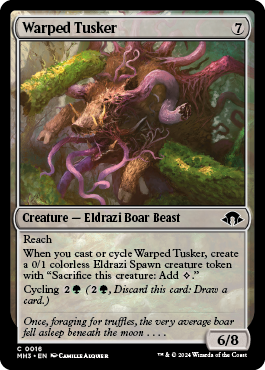 Warped Tusker 7
Creature — Eldrazi Boar Beast
Reach
When you cast or cycle Warped Tusker, create
a 0/1 colorless Eldrazi Spawn creature token
with “Sacrifice this creature: Add .”
Cycling 2 (2, Discard this card: Draw a
card.)
Once, foraging for truffles, the very average boar
fell asleep beneath the moon . . . .
6/8
C 0016
MH3 • EN Camille Alquier
™ & © 2024 Wizards of the Coast